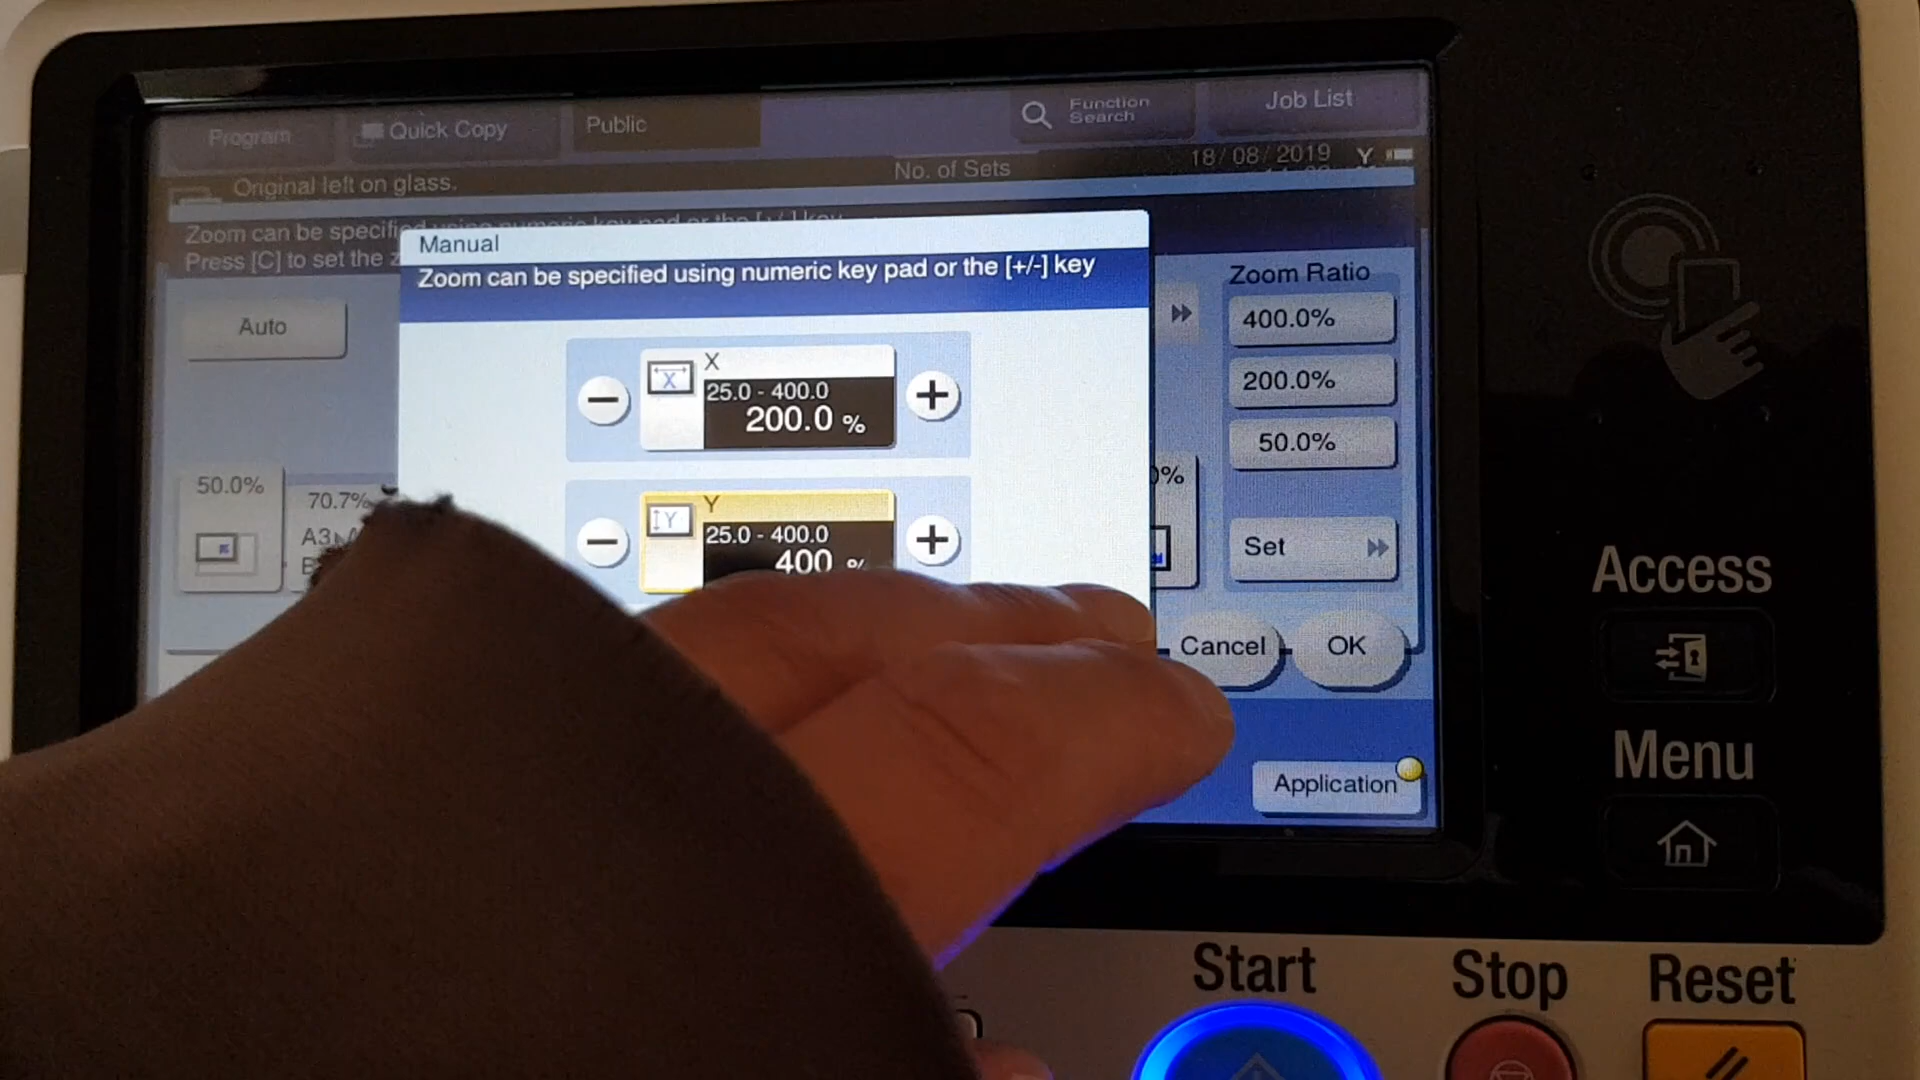 Program
Quick Copy
Public
Function
Search
Job List
Original left on glass.
No. of Sets
18/08/2019
Y
Zoom can be specifi
Press [C] to set the
Manual
Zoom can be specified using numeric key pad or the [+/-] key
Auto
X
X
25.0 - 400.0
200.0 %
Y
Y
25.0 - 400.0
400 %
50.0%
70.7%
A3
Zoom Ratio
400.0%
200.0%
50.0%
Set
Cancel
OK
Application
Access
Menu
Start
Stop
Reset